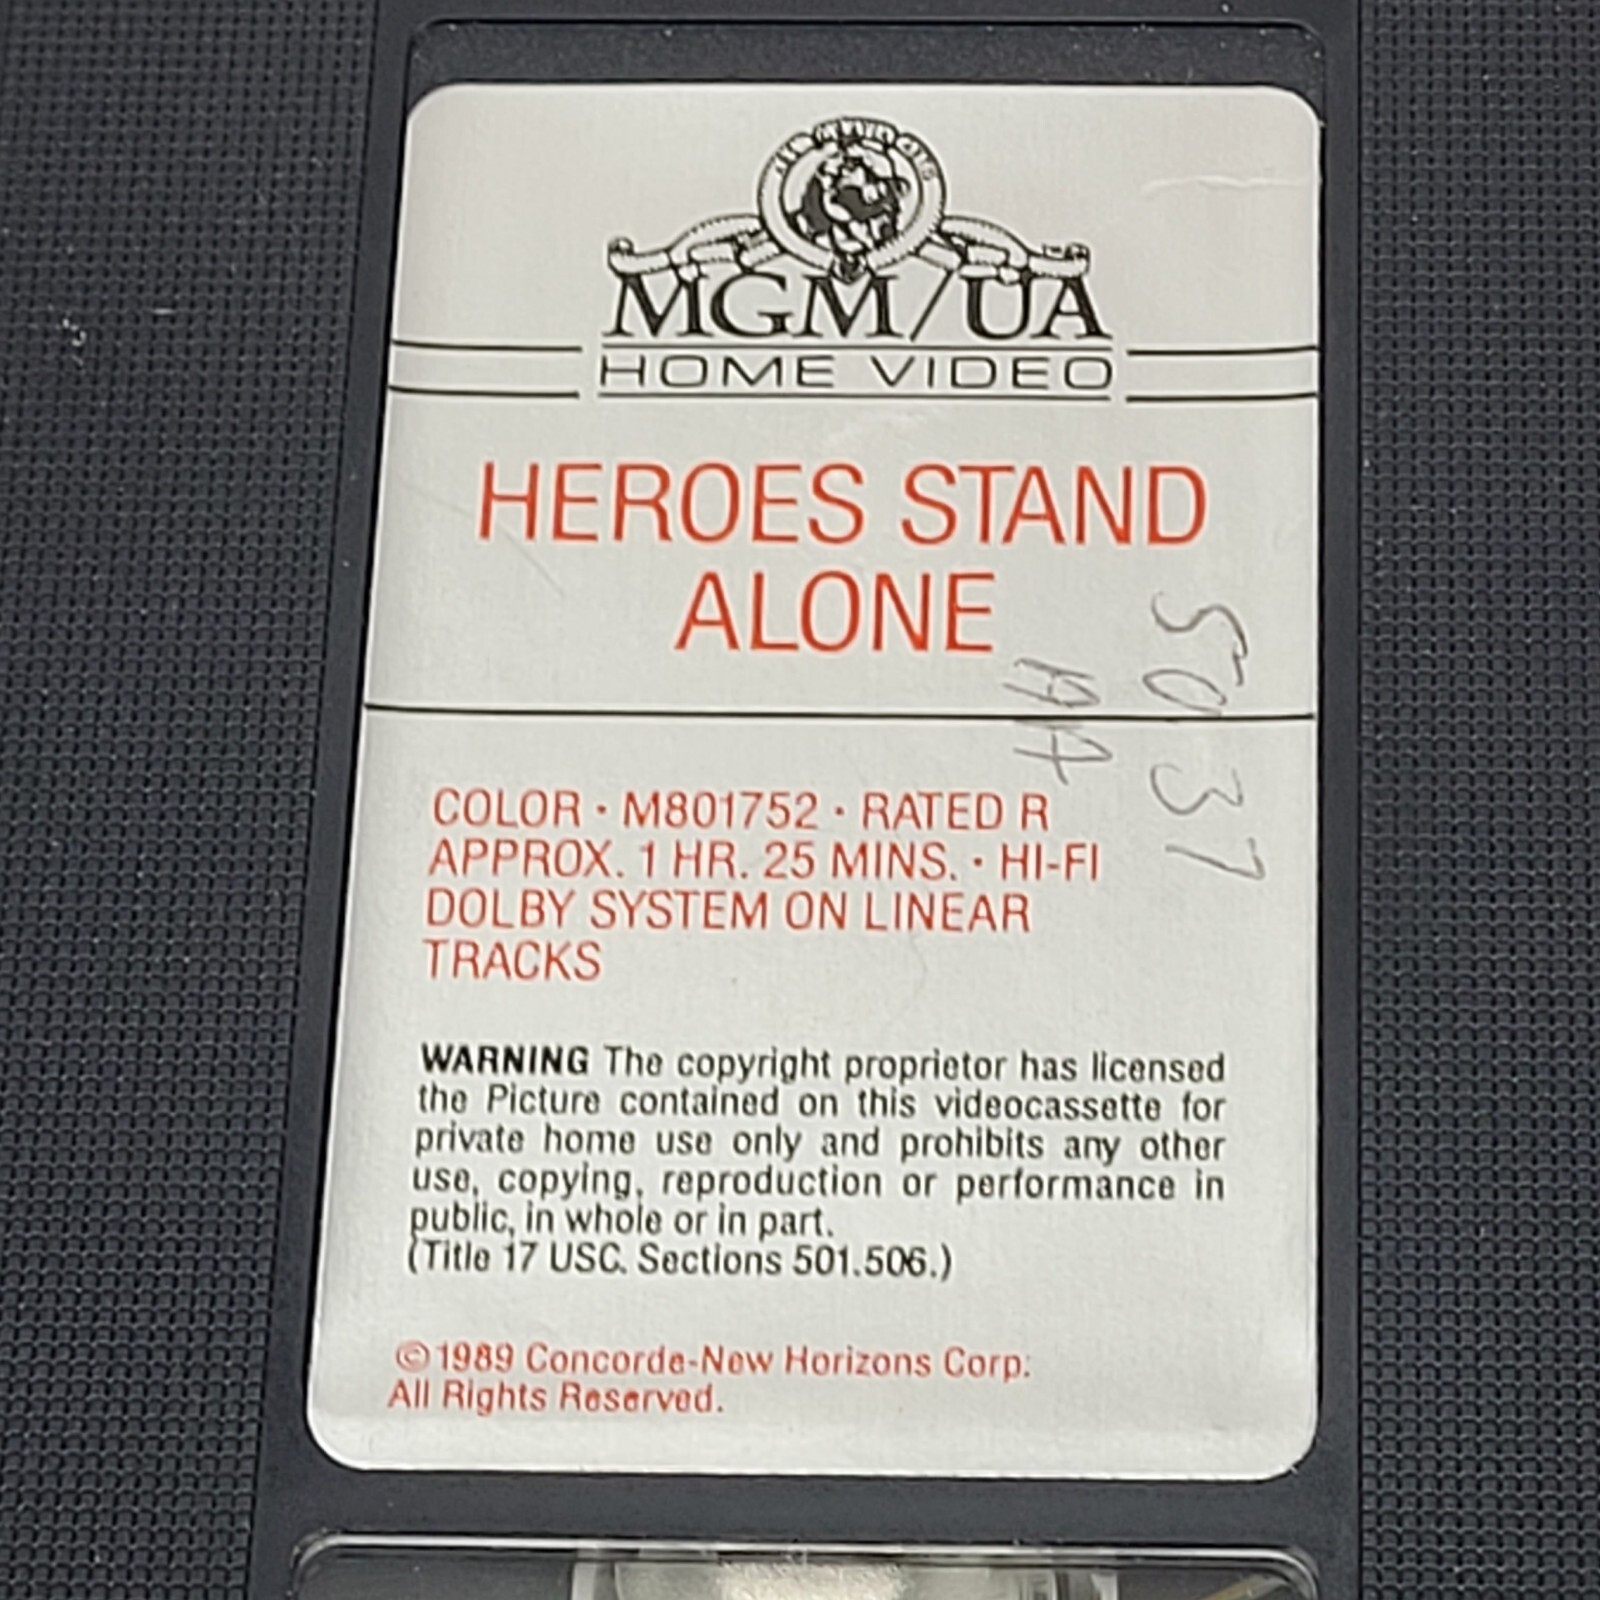 MGM/UA
HOME VIDEO
HEROES STAND
ALONE
5037
COLOR · M801752 · RATED R
APPROX. 1 HR. 25 MINS. · HI-FI
DOLBY SYSTEM ON LINEAR
TRACKS
WARNING The copyright proprietor has licensed
the Picture contained on this videocassette for
private home use only and prohibits any other
use, copying, reproduction or performance in
public, in whole or in part.
(Title 17 USC. Sections 501.506.)
©1989 Concorde-New Horizons Corp.
All Rights Reserved.